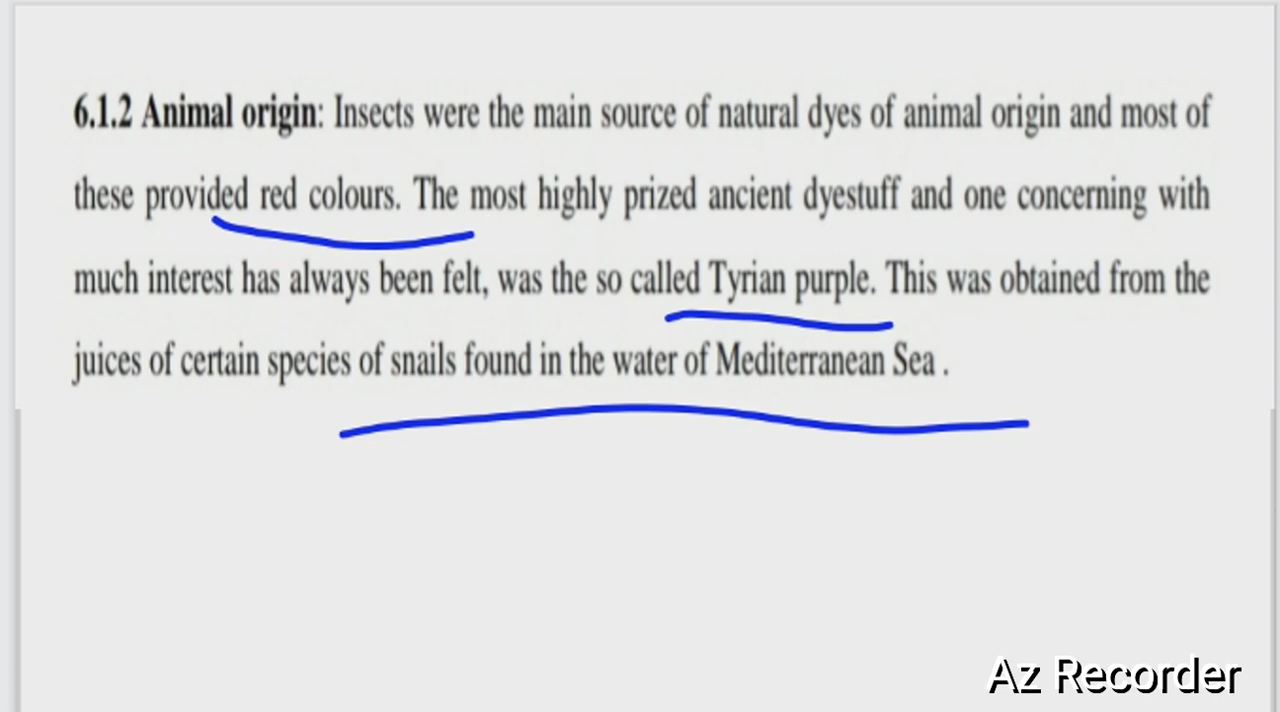 6.1.2 Animal origin: Insects were the main source of natural dyes of animal origin and most of
these provided red colours. The most highly prized ancient dyestuff and one concerning with
much interest has always been felt, was the so called Tyrian purple. This was obtained from the
juices of certain species of snails found in the water of Mediterranean Sea .
Az Recorder